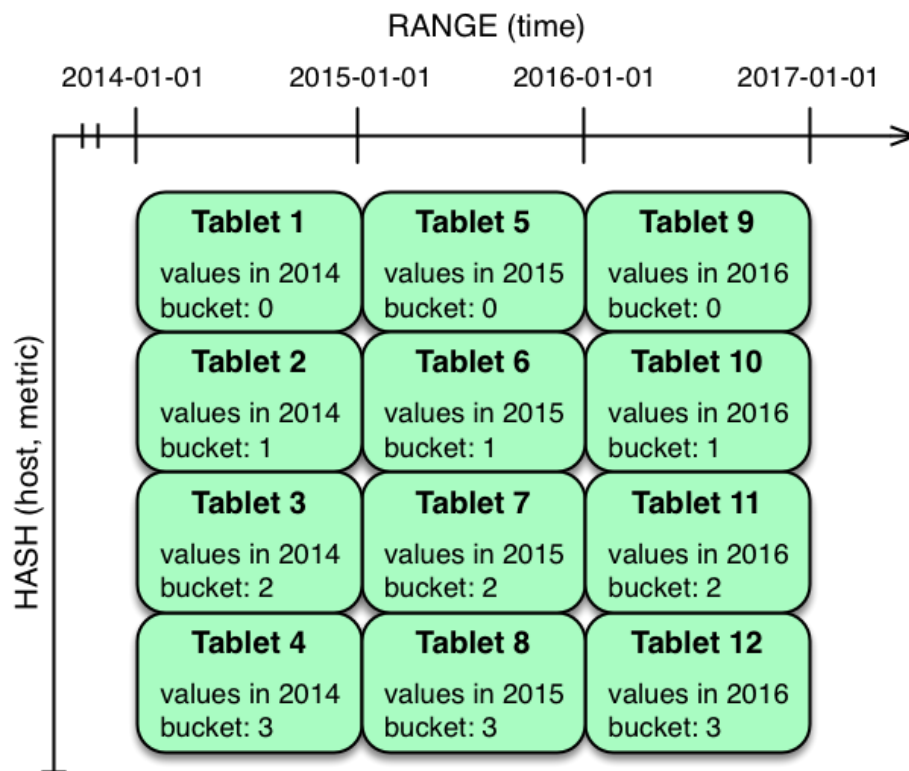 RANGE (time)
2014-01-01 2015-01-01 2016-01-01 2017-01-01
HASH (host, metric)
Tablet 1
values in 2014
bucket: 0
Tablet 5
values in 2015
bucket: 0
Tablet 9
values in 2016
bucket: 0
Tablet 2
values in 2014
bucket: 1
Tablet 6
values in 2015
bucket: 1
Tablet 10
values in 2016
bucket: 1
Tablet 3
values in 2014
bucket: 2
Tablet 7
values in 2015
bucket: 2
Tablet 11
values in 2016
bucket: 2
Tablet 4
values in 2014
bucket: 3
Tablet 8
values in 2015
bucket: 3
Tablet 12
values in 2016
bucket: 3